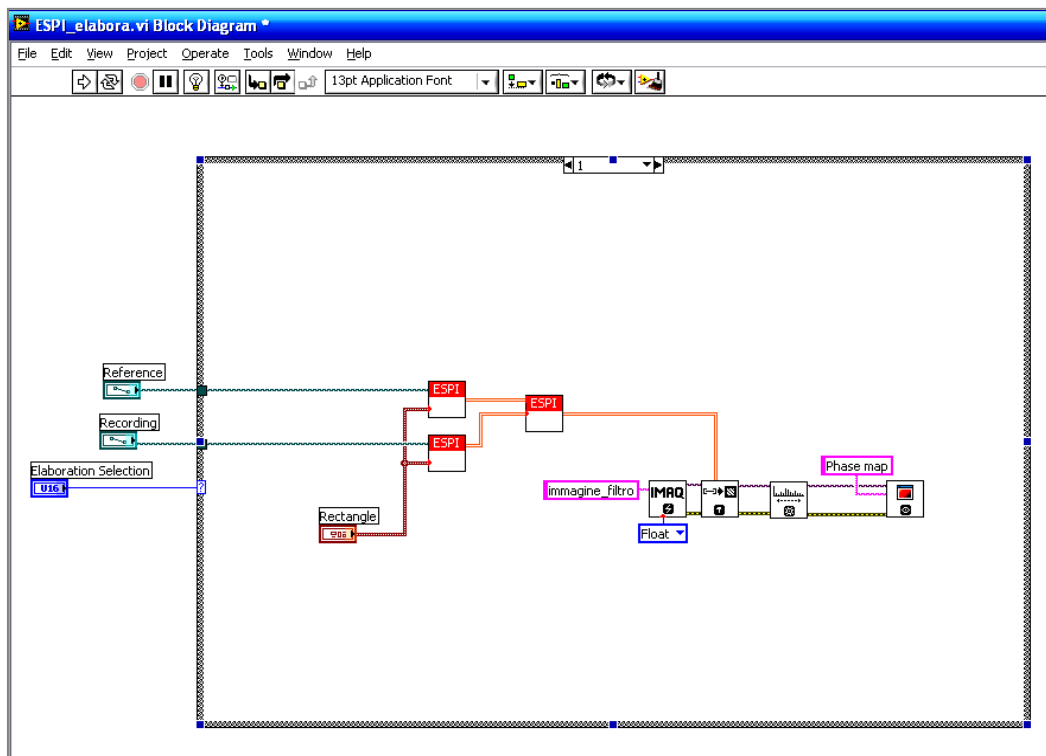 ESPI_elabora.vi Block Diagram *
File Edit View Project Operate Tools Window Help
13pt Application Font
1
Reference
ESPI
ESPI
Recording
ESPI
Elaboration Selection
U16
?
Phase map
immagine_filtro
IMAQ
Rectangle
Float